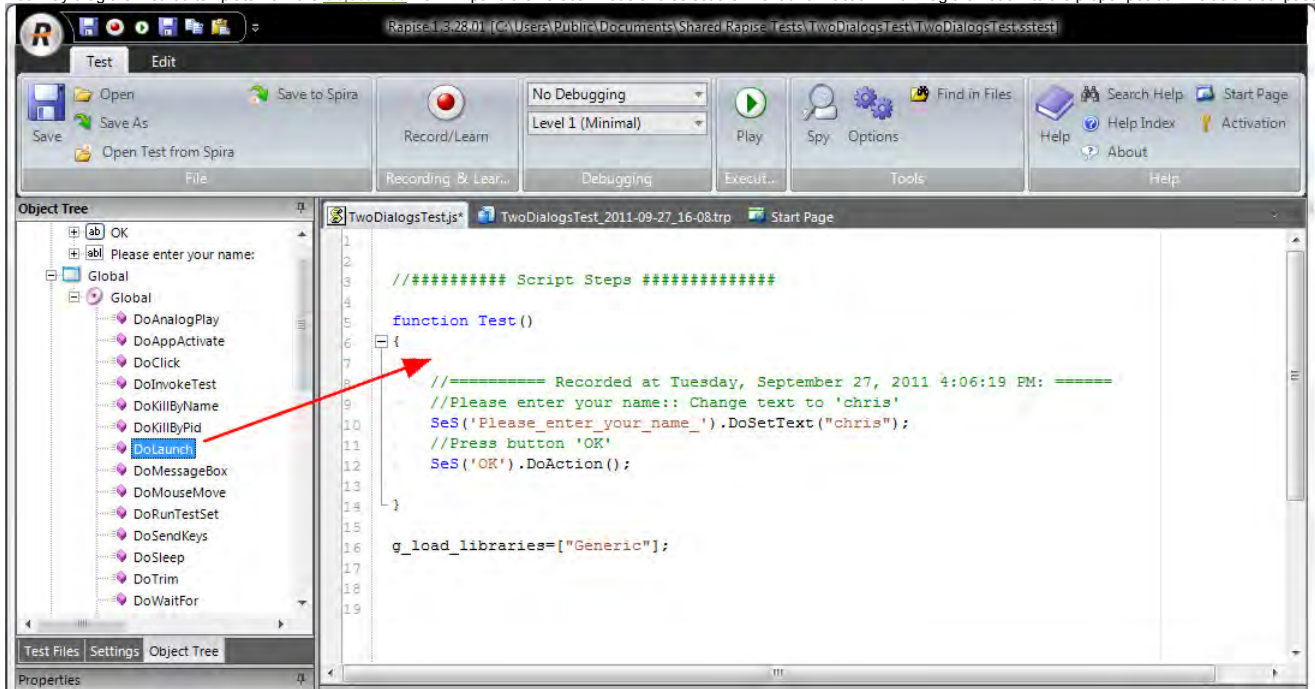 Rapise 1.3.28.01 [C:\Users\Public\Documents\Shared Rapise Tests\TwoDialogsTest\TwoDialogsTest.sstest]
Test Edit
Open Save to Spira
Save As
Open Test from Spira
Save
File
Record/Learn
Recording & Lear...
No Debugging
Level 1 (Minimal)
Debugging
Play
Execut...
Spy Options Find in Files
Tools
Help
Search Help Start Page
Help Index Activation
About
Help
Object Tree
OK
Please enter your name:
Global
Global
DoAnalogPlay
DoAppActivate
DoClick
DoInvokeTest
DoKillByName
DoKillByPid
DoLaunch
DoMessageBox
DoMouseMove
DoRunTestSet
DoSendKeys
DoSleep
DoTrim
DoWaitFor
Test Files Settings Object Tree
Properties
TwoDialogsTest.js* TwoDialogsTest_2011-09-27_16-08.trp Start Page
1
2
3 //########## Script Steps ##############
4
5 function Test()
6 {
7
8 //========== Recorded at Tuesday, September 27, 2011 4:06:19 PM: ======
9 //Please enter your name:: Change text to 'chris'
10 SeS('Please_enter_your_name_').DoSetText("chris");
11 //Press button 'OK'
12 SeS('OK').DoAction();
13
14 }
15
16 g_load_libraries=["Generic"];
17
18
19